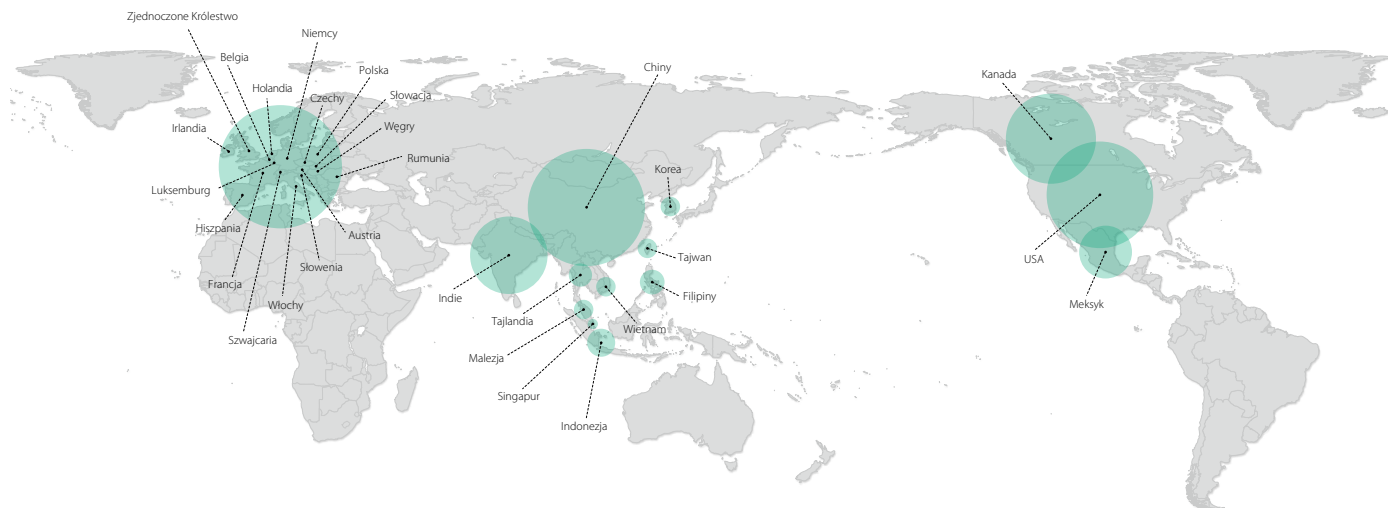 Zjednoczone Królestwo
Niemcy
Belgia
Polska
Holandia
Czechy
Słowacja
Irlandia
Węgry
Rumunia
Luksemburg
Hiszpania
Austria
Słowenia
Francja
Włochy
Szwajcaria
Chiny
Korea
Tajwan
Indie
Filipiny
Tajlandia
Wietnam
Malezja
Singapur
Indonezja
Kanada
USA
Meksyk